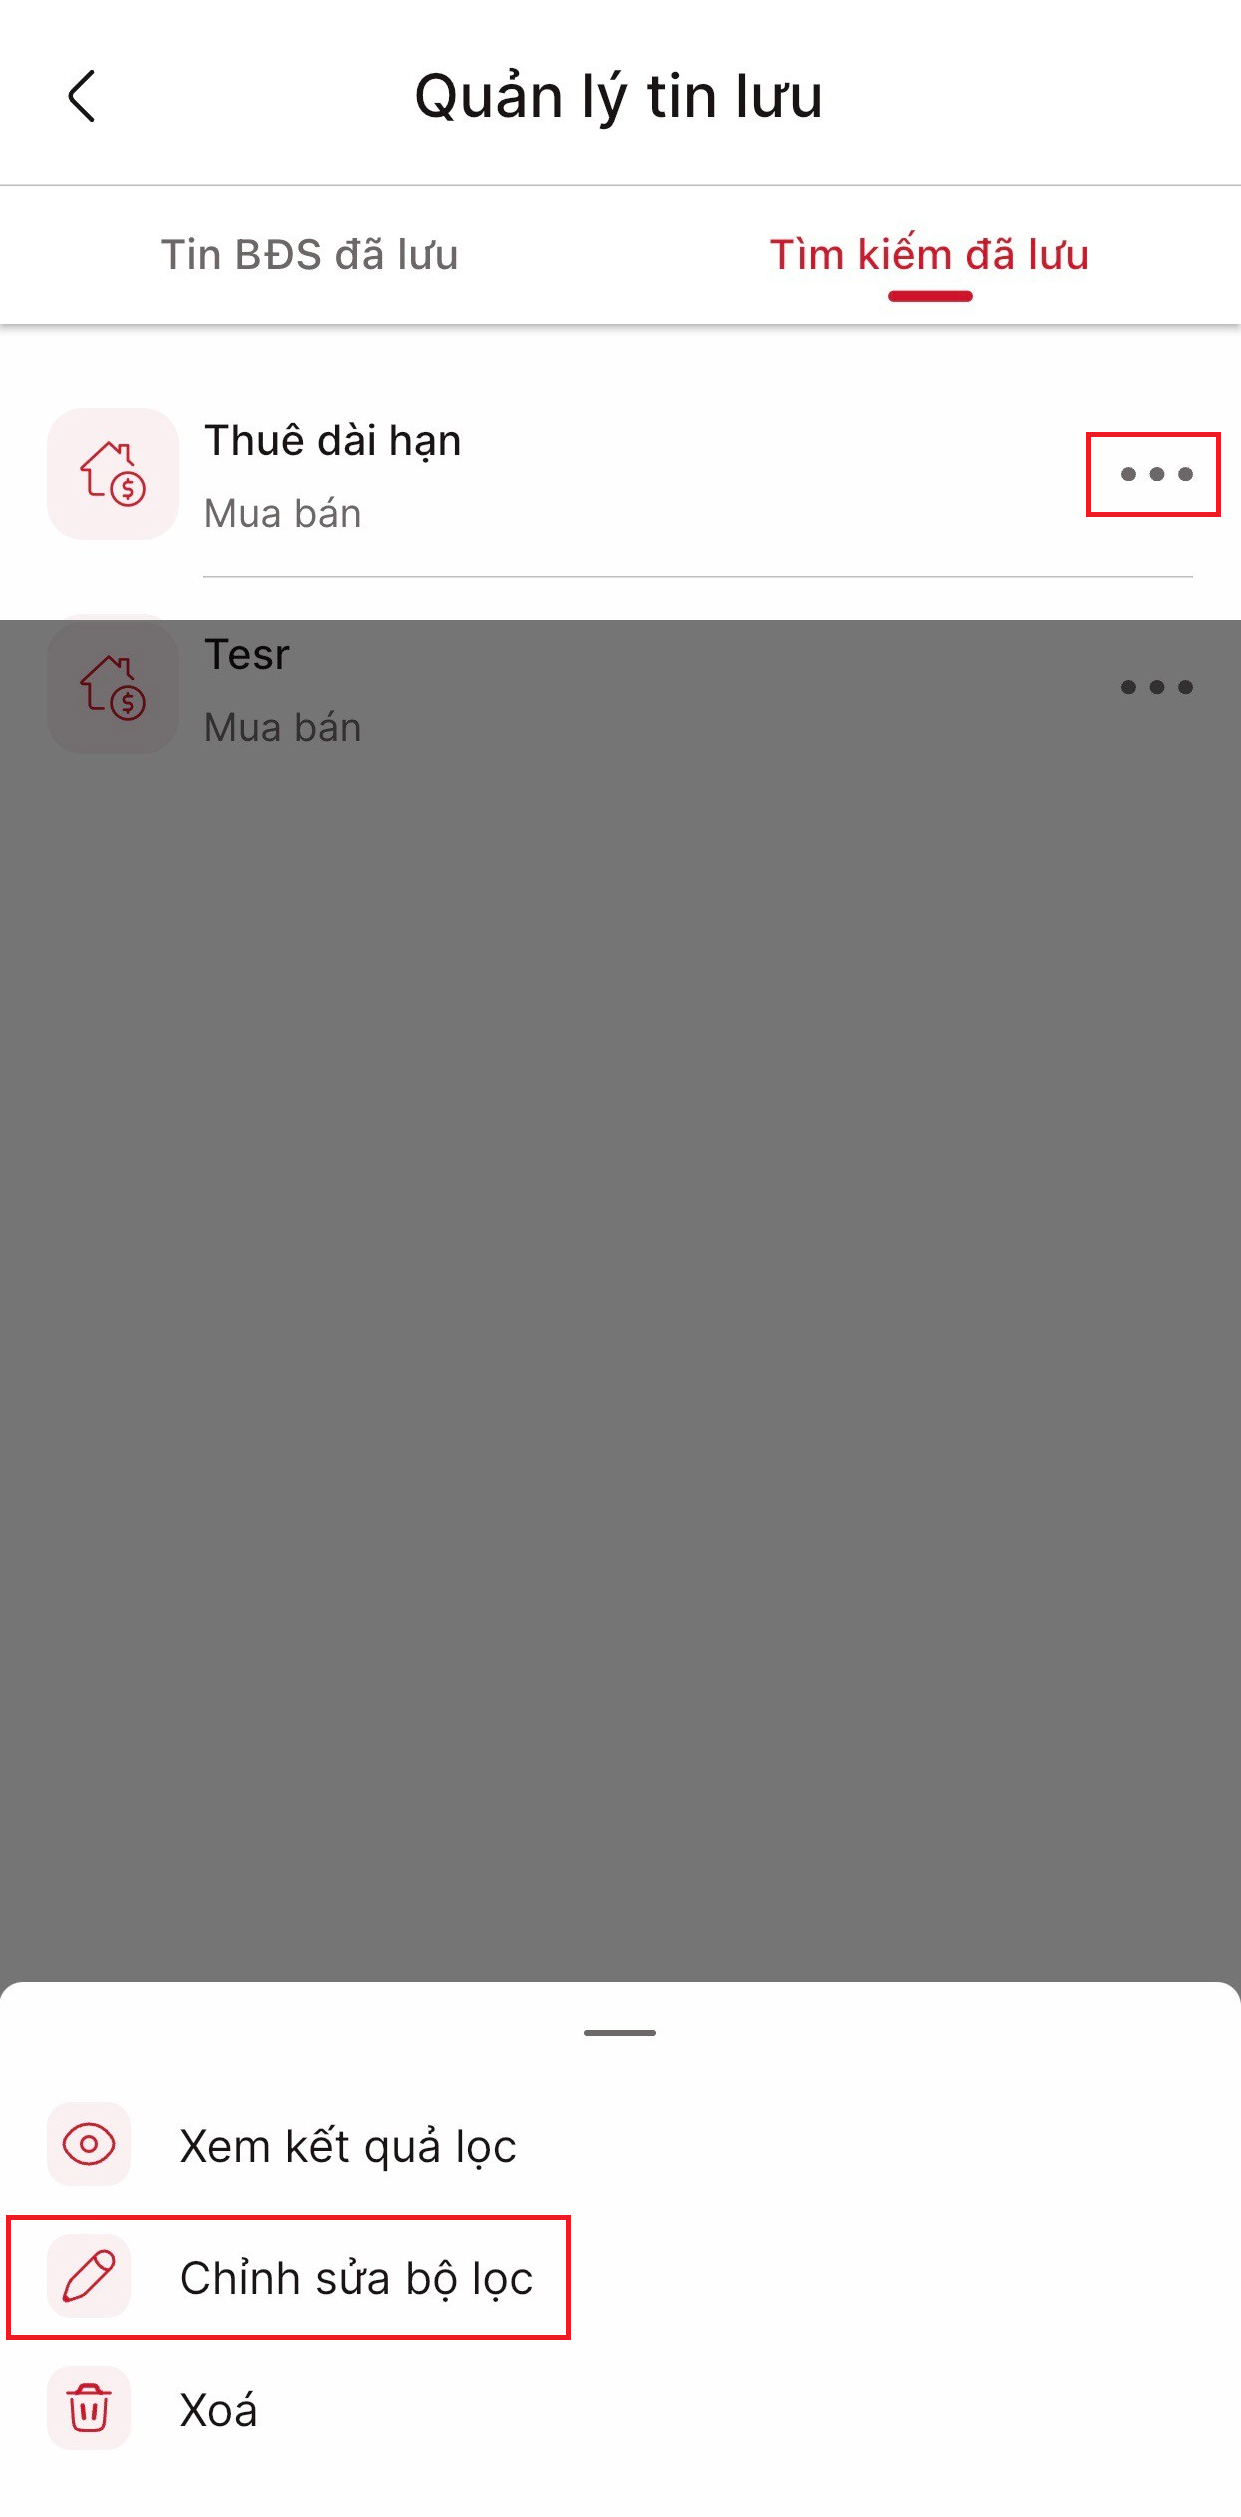 Quản lý tin lưu
Tin BĐS đã lưu
Tìm kiếm đã lưu
Thuê dài hạn
Mua bán
Tesr
Mua bán
Xem kết quả lọc
Chỉnh sửa bộ lọc
Xoá